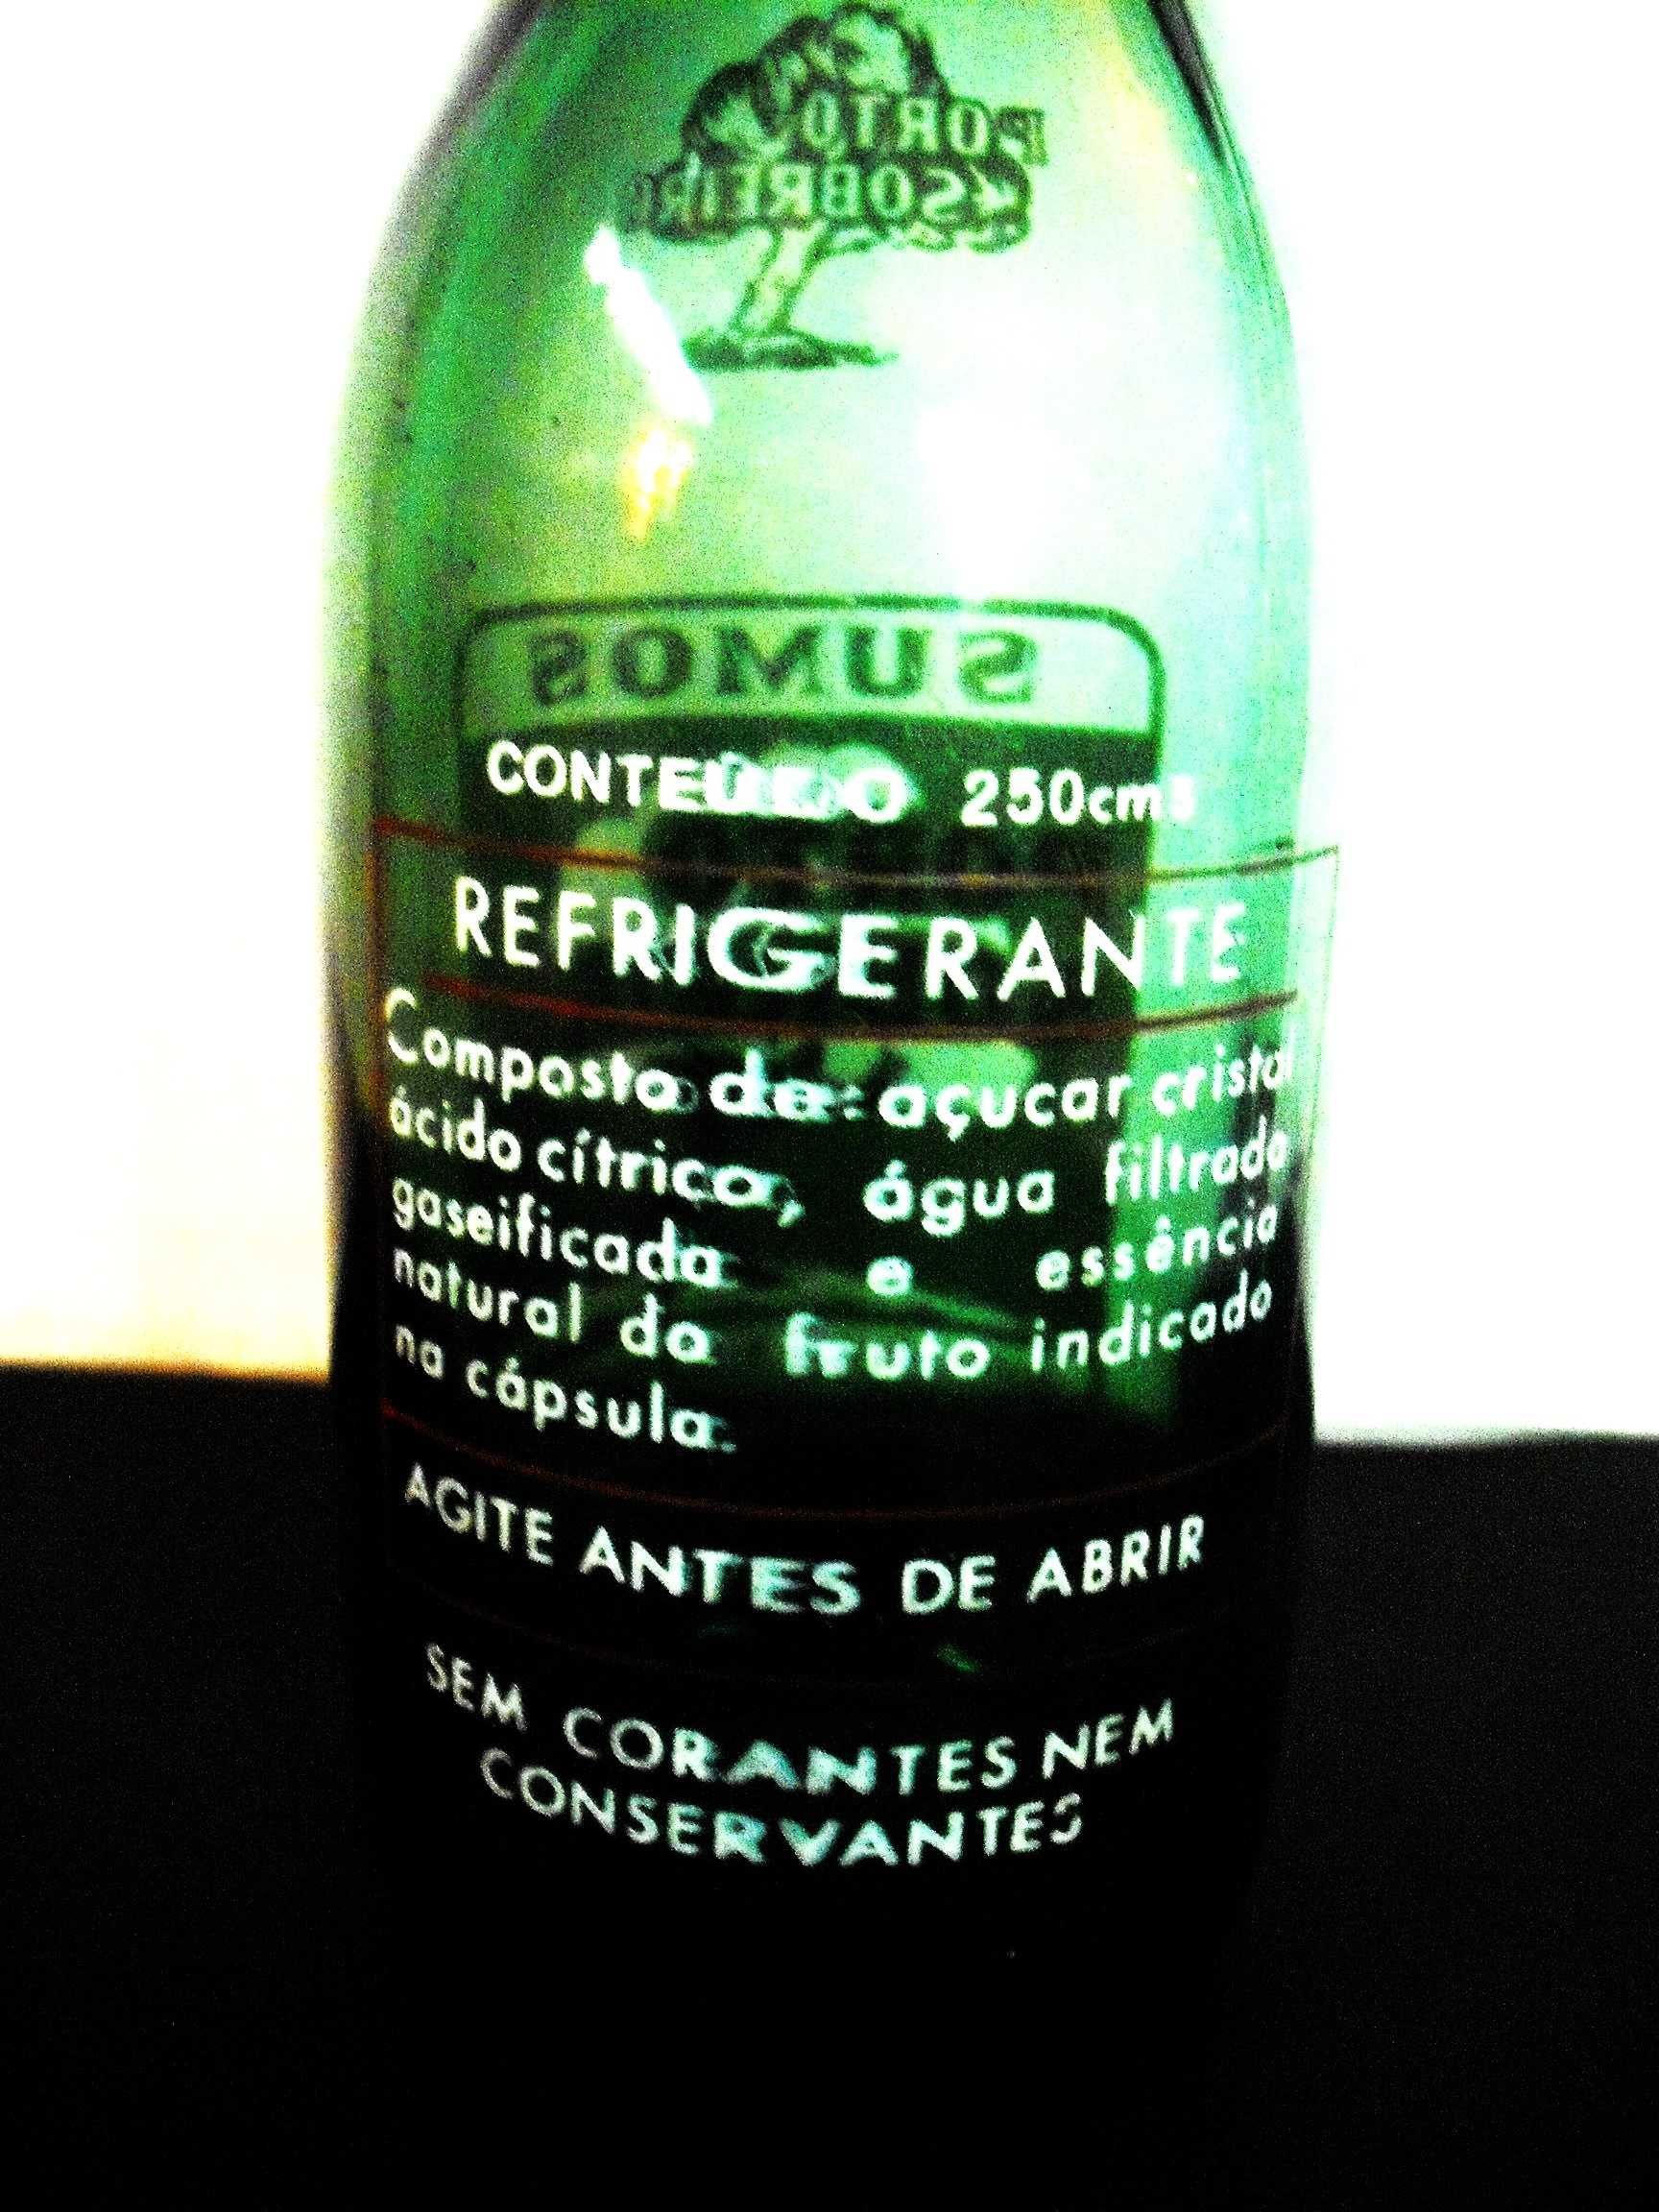 PORTO
SOBREIRO
SUMOS
CONTEÚDO 250cm3
REFRIGERANTE
Composto de: açucar cristal
ácido cítrico, água filtrada
gaseificada e essência
natural do fruto indicado
na cápsula.
AGITE ANTES DE ABRIR
SEM CORANTES NEM
CONSERVANTES